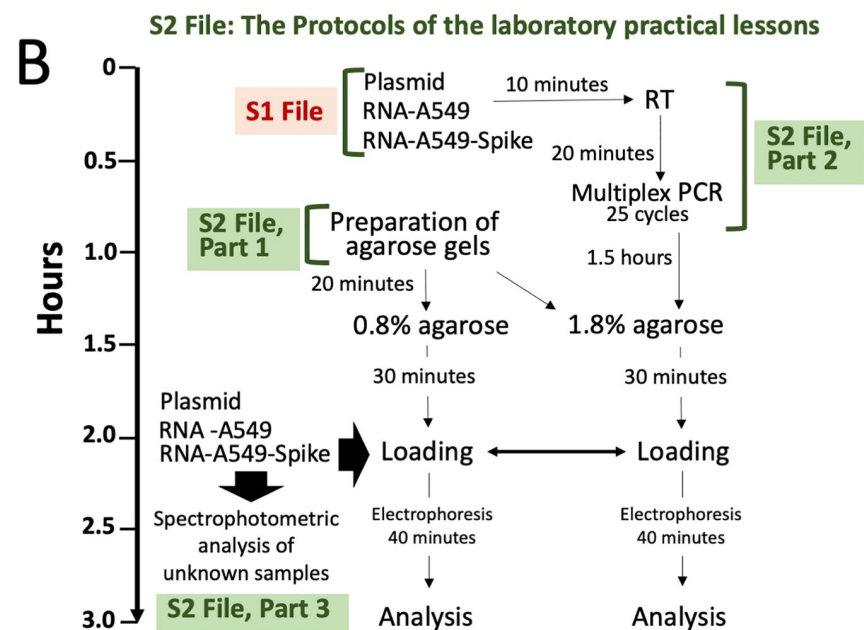 S2 File: The Protocols of the laboratory practical lessons
B
0
Plasmid
RNA-A549
RNA-A549-Spike
S1 File
10 minutes
RT
20 minutes
S2 File,
Part 2
0.5
Multiplex PCR
25 cycles
S2 File,
Part 1
Preparation of
agarose gels
1.0
Hours
20 minutes
1.5 hours
0.8% agarose
1.8% agarose
1.5
30 minutes
30 minutes
Plasmid
RNA -A549
RNA-A549-Spike
2.0
Loading
Loading
Spectrophotometric
analysis of
unknown samples
2.5
Electrophoresis
40 minutes
Electrophoresis
40 minutes
S2 File, Part 3
3.0
Analysis
Analysis